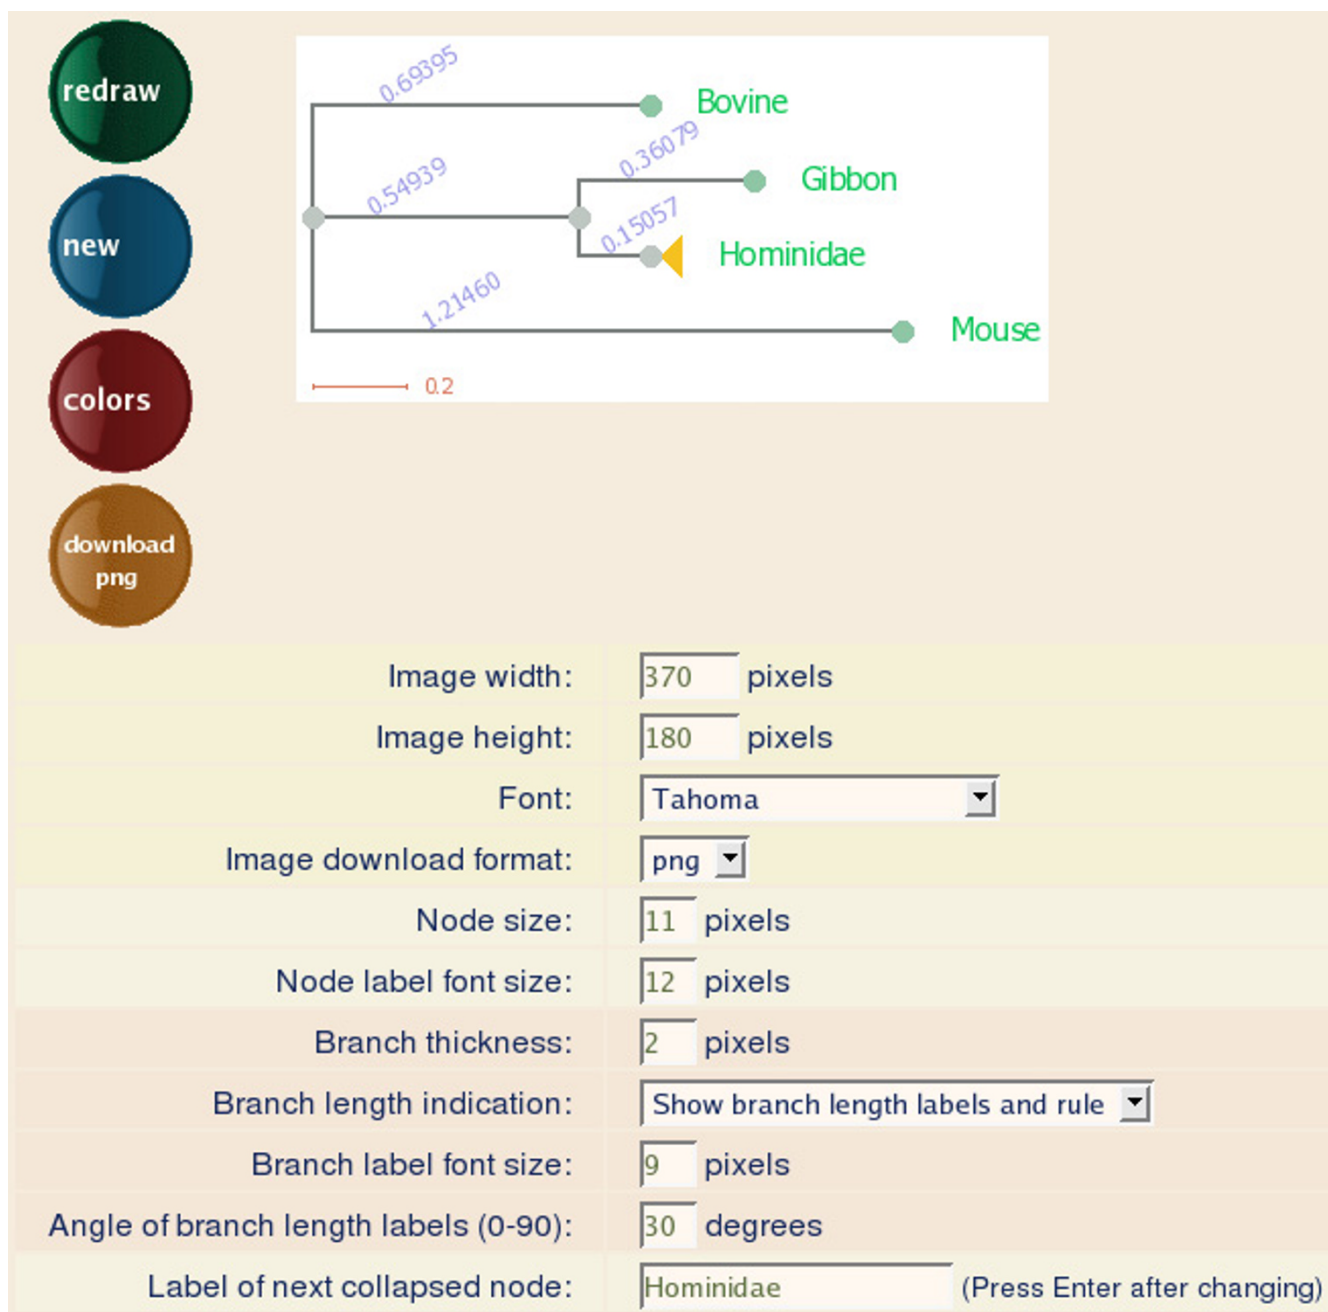 redraw
new
colors
download
png
0.69395
Bovine
0.36079
0.54939
Gibbon
0.15057
Hominidae
1.21460
Mouse
0.2
Image width: 370 pixels
Image height: 180 pixels
Font: Tahoma
Image download format: png
Node size: 11 pixels
Node label font size: 12 pixels
Branch thickness: 2 pixels
Branch length indication: Show branch length labels and rule
Branch label font size: 9 pixels
Angle of branch length labels (0-90): 30 degrees
Label of next collapsed node: Hominidae (Press Enter after changing)